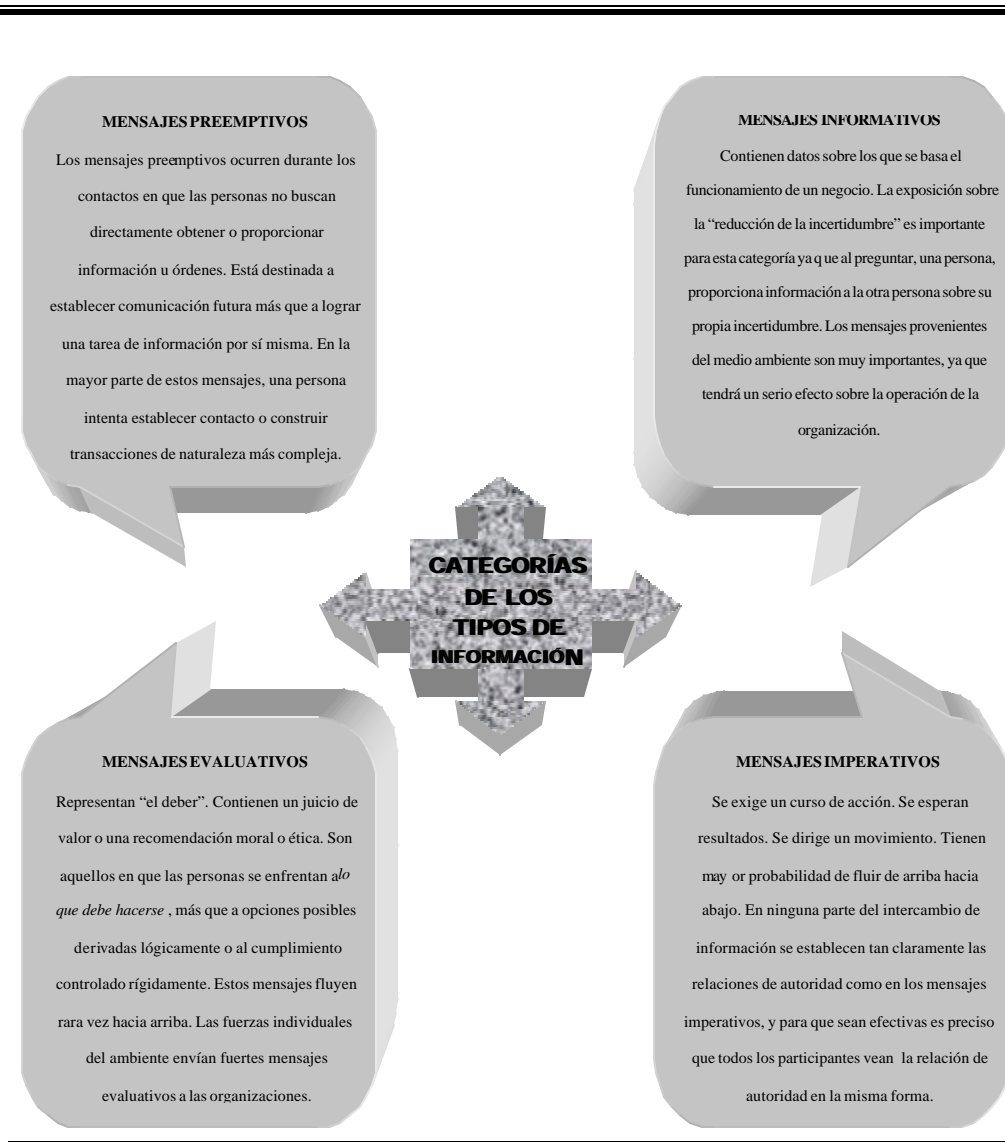 MENSAJES PREEMPTIVOS
Los mensajes preemptivos ocurren durante los
contactos en que las personas no buscan
directamente obtener o proporcionar
información u órdenes. Está destinada a
establecer comunicación futura más que a lograr
una tarea de información por sí misma. En la
mayor parte de estos mensajes, una persona
intenta establecer contacto o construir
transacciones de naturaleza más compleja.
MENSAJES INFORMATIVOS
Contienen datos sobre los que se basa el
funcionamiento de un negocio. La exposición sobre
la “reducción de la incertidumbre” es importante
para esta categoría ya q ue al preguntar, una persona,
proporciona información a la otra persona sobre su
propia incertidumbre. Los mensajes provenientes
del medio ambiente son muy importantes, ya que
tendrá un serio efecto sobre la operación de la
organización.
CATEGORÍAS
DE LOS
TIPOS DE
INFORMACIÓN
MENSAJES EVALUATIVOS
Representan “el deber”. Contienen un juicio de
valor o una recomendación moral o ética. Son
aquellos en que las personas se enfrentan a lo
que debe hacerse , más que a opciones posibles
derivadas lógicamente o al cumplimiento
controlado rígidamente. Estos mensajes fluyen
rara vez hacia arriba. Las fuerzas individuales
del ambiente envían fuertes mensajes
evaluativos a las organizaciones.
MENSAJES IMPERATIVOS
Se exige un curso de acción. Se esperan
resultados. Se dirige un movimiento. Tienen
may or probabilidad de fluir de arriba hacia
abajo. En ninguna parte del intercambio de
información se establecen tan claramente las
relaciones de autoridad como en los mensajes
imperativos, y para que sean efectivas es preciso
que todos los participantes vean la relación de
autoridad en la misma forma.